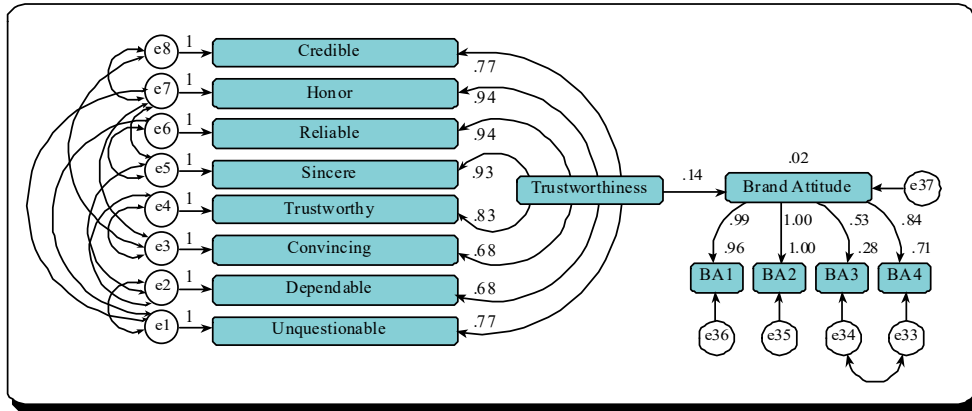 e8 1 Credible .77
e7 1 Honor .94
e6 1 Reliable .94
e5 1 Sincere .93
e4 1 Trustworthy .83
e3 1 Convincing .68
e2 1 Dependable .68
e1 1 Unquestionable .77
Trustworthiness .14 Brand Attitude .02 e37
.99 1.00 .53 .84
.96 1.00 .28 .71
BA1 BA2 BA3 BA4
e36 e35 e34 e33